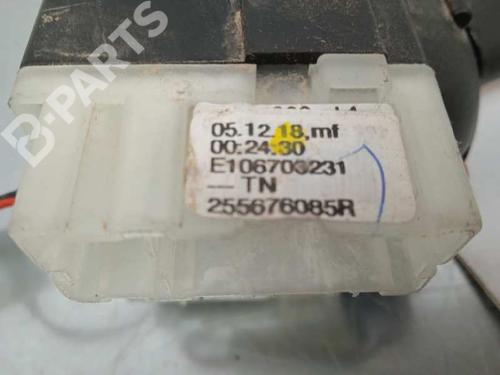 B-PARTS
05.12.18.mf
00:24:30
E106703231
— TN
255676085R